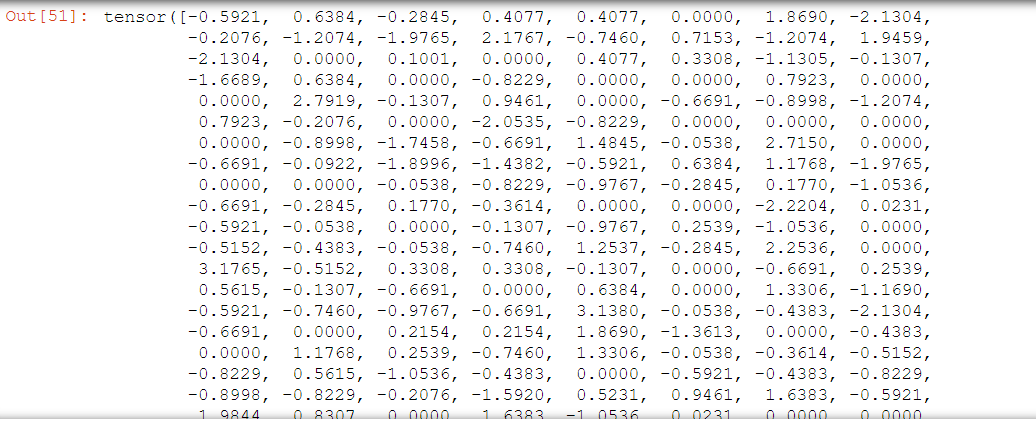 Out[51]: tensor([-0.5921, 0.6384, -0.2845, 0.4077, 0.4077, 0.0000, 1.8690, -2.1304,
-0.2076, -1.2074, -1.9765, 2.1767, -0.7460, 0.7153, -1.2074, 1.9459,
-2.1304, 0.0000, 0.1001, 0.0000, 0.4077, 0.3308, -1.1305, -0.1307,
-1.6689, 0.6384, 0.0000, -0.8229, 0.0000, 0.0000, 0.7923, 0.0000,
0.0000, 2.7919, -0.1307, 0.9461, 0.0000, -0.6691, -0.8998, -1.2074,
0.7923, -0.2076, 0.0000, -2.0535, -0.8229, 0.0000, 0.0000, 0.0000,
0.0000, -0.8998, -1.7458, -0.6691, 1.4845, -0.0538, 2.7150, 0.0000,
-0.6691, -0.0922, -1.8996, -1.4382, -0.5921, 0.6384, 1.1768, -1.9765,
0.0000, 0.0000, -0.0538, -0.8229, -0.9767, -0.2845, 0.1770, -1.0536,
-0.6691, -0.2845, 0.1770, -0.3614, 0.0000, 0.0000, -2.2204, 0.0231,
-0.5921, -0.0538, 0.0000, -0.1307, -0.9767, 0.2539, -1.0536, 0.0000,
-0.5152, -0.4383, -0.0538, -0.7460, 1.2537, -0.2845, 2.2536, 0.0000,
3.1765, -0.5152, 0.3308, 0.3308, -0.1307, 0.0000, -0.6691, 0.2539,
0.5615, -0.1307, -0.6691, 0.0000, 0.6384, 0.0000, 1.3306, -1.1690,
-0.5921, -0.7460, -0.9767, -0.6691, 3.1380, -0.0538, -0.4383, -2.1304,
-0.6691, 0.0000, 0.2154, 0.2154, 1.8690, -1.3613, 0.0000, -0.4383,
0.0000, 1.1768, 0.2539, -0.7460, 1.3306, -0.0538, -0.3614, -0.5152,
-0.8229, 0.5615, -1.0536, -0.4383, 0.0000, -0.5921, -0.4383, -0.8229,
-0.8998, -0.8229, -0.2076, -1.5920, 0.5231, 0.9461, 1.6383, -0.5921,
1.9844 0.8307 0.0000 1.6383 -1.0536 0.0231 0.0000 0.0000